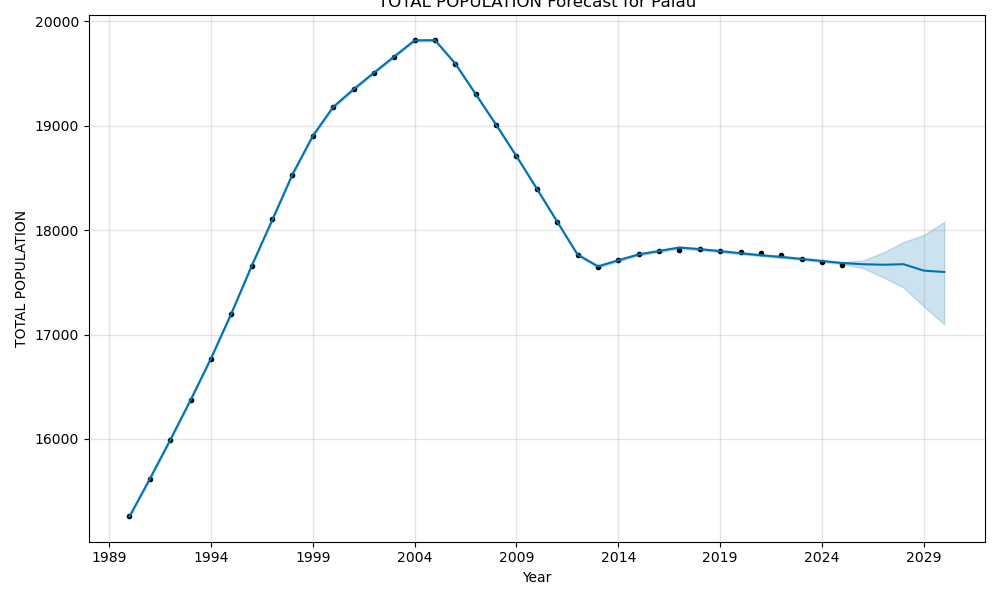 TOTAL POPULATION Forecast for Palau
20000
19000
18000
17000
16000
TOTAL POPULATION
1989 1994 1999 2004 2009 2014 2019 2024 2029
Year